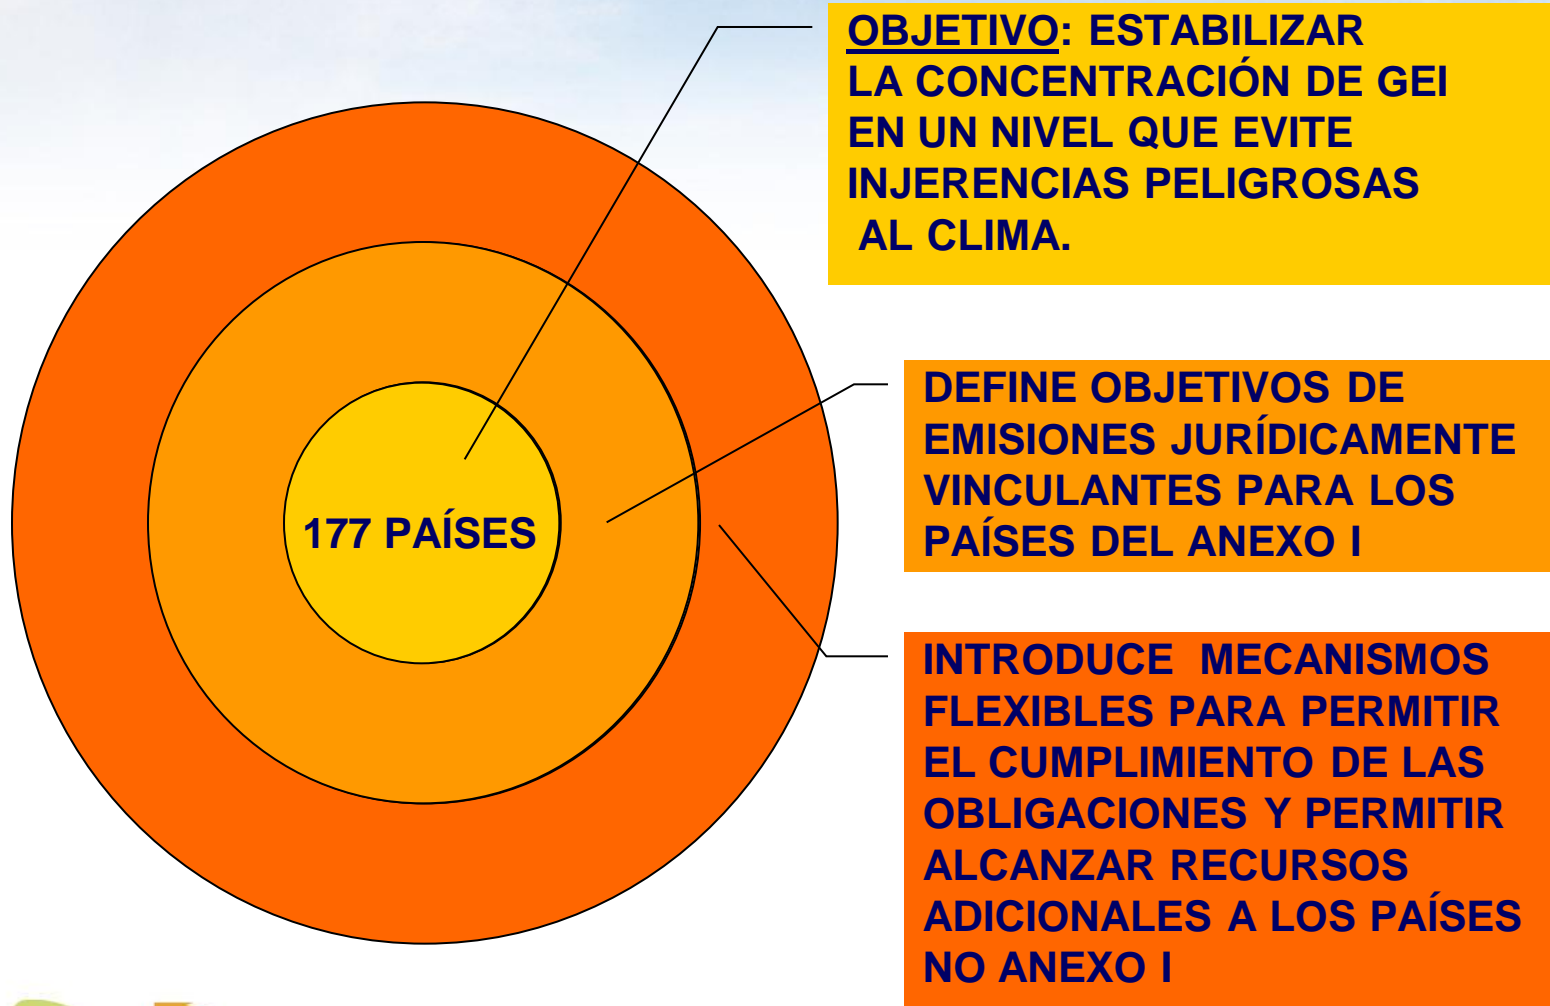 OBJETIVO: ESTABILIZAR
LA CONCENTRACIÓN DE GEI
EN UN NIVEL QUE EVITE
INJERENCIAS PELIGROSAS
AL CLIMA.
177 PAÍSES
DEFINE OBJETIVOS DE
EMISIONES JURÍDICAMENTE
VINCULANTES PARA LOS
PAÍSES DEL ANEXO I
INTRODUCE MECANISMOS
FLEXIBLES PARA PERMITIR
EL CUMPLIMIENTO DE LAS
OBLIGACIONES Y PERMITIR
ALCANZAR RECURSOS
ADICIONALES A LOS PAÍSES
NO ANEXO I